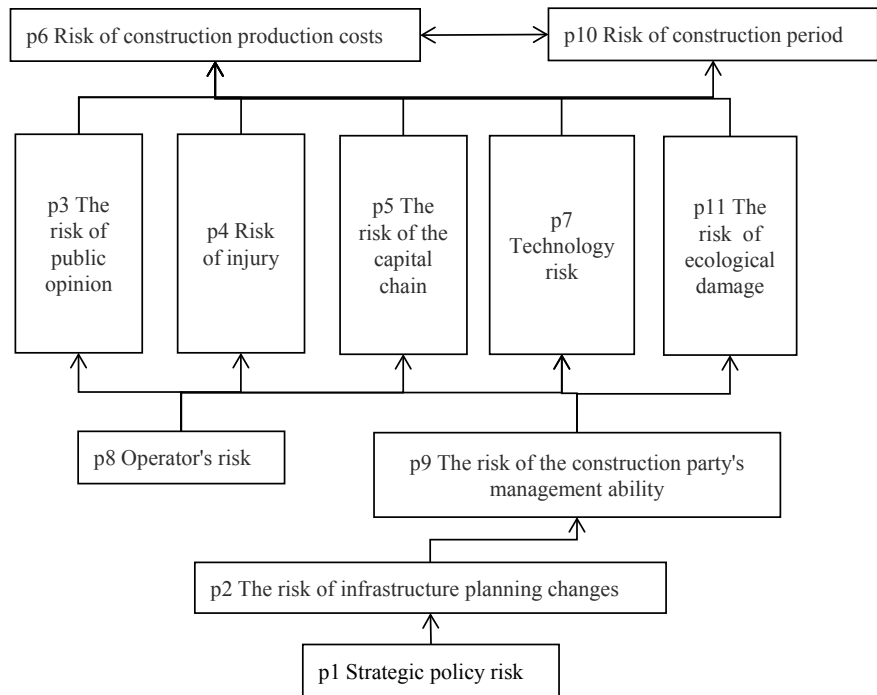 p6 Risk of construction production costs
p10 Risk of construction period
p3 The
risk of
public
opinion
p4 Risk
of injury
p5 The
risk of the
capital
chain
p7
Technology
risk
p11 The
risk of
ecological
damage
p8 Operator's risk
p9 The risk of the construction party's
management ability
p2 The risk of infrastructure planning changes
p1 Strategic policy risk